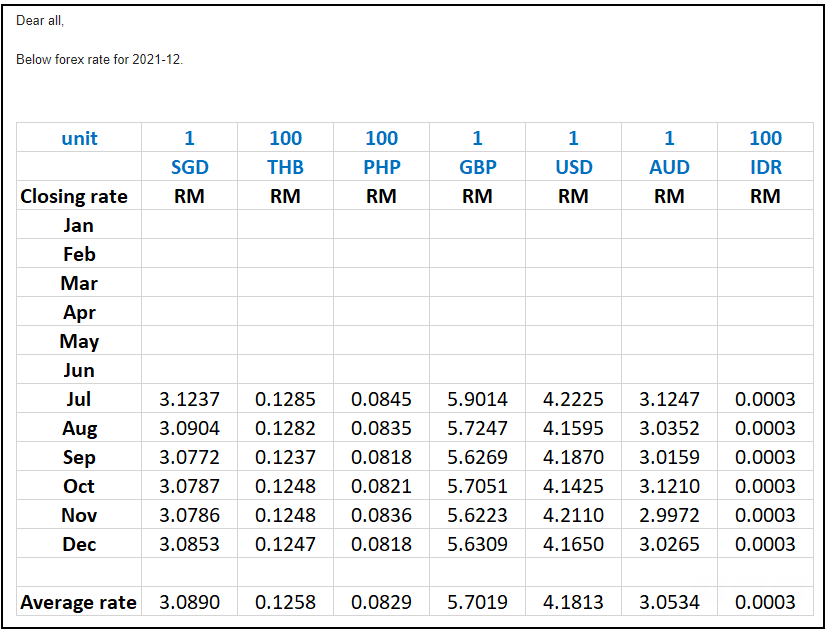 Dear all,
Below forex rate for 2021-12.
unit 1 100 100 1 1 1 100
SGD THB PHP GBP USD AUD IDR
Closing rate RM RM RM RM RM RM RM
Jan
Feb
Mar
Apr
May
Jun
Jul 3.1237 0.1285 0.0845 5.9014 4.2225 3.1247 0.0003
Aug 3.0904 0.1282 0.0835 5.7247 4.1595 3.0352 0.0003
Sep 3.0772 0.1237 0.0818 5.6269 4.1870 3.0159 0.0003
Oct 3.0787 0.1248 0.0821 5.7051 4.1425 3.1210 0.0003
Nov 3.0786 0.1248 0.0836 5.6223 4.2110 2.9972 0.0003
Dec 3.0853 0.1247 0.0818 5.6309 4.1650 3.0265 0.0003
Average rate 3.0890 0.1258 0.0829 5.7019 4.1813 3.0534 0.0003